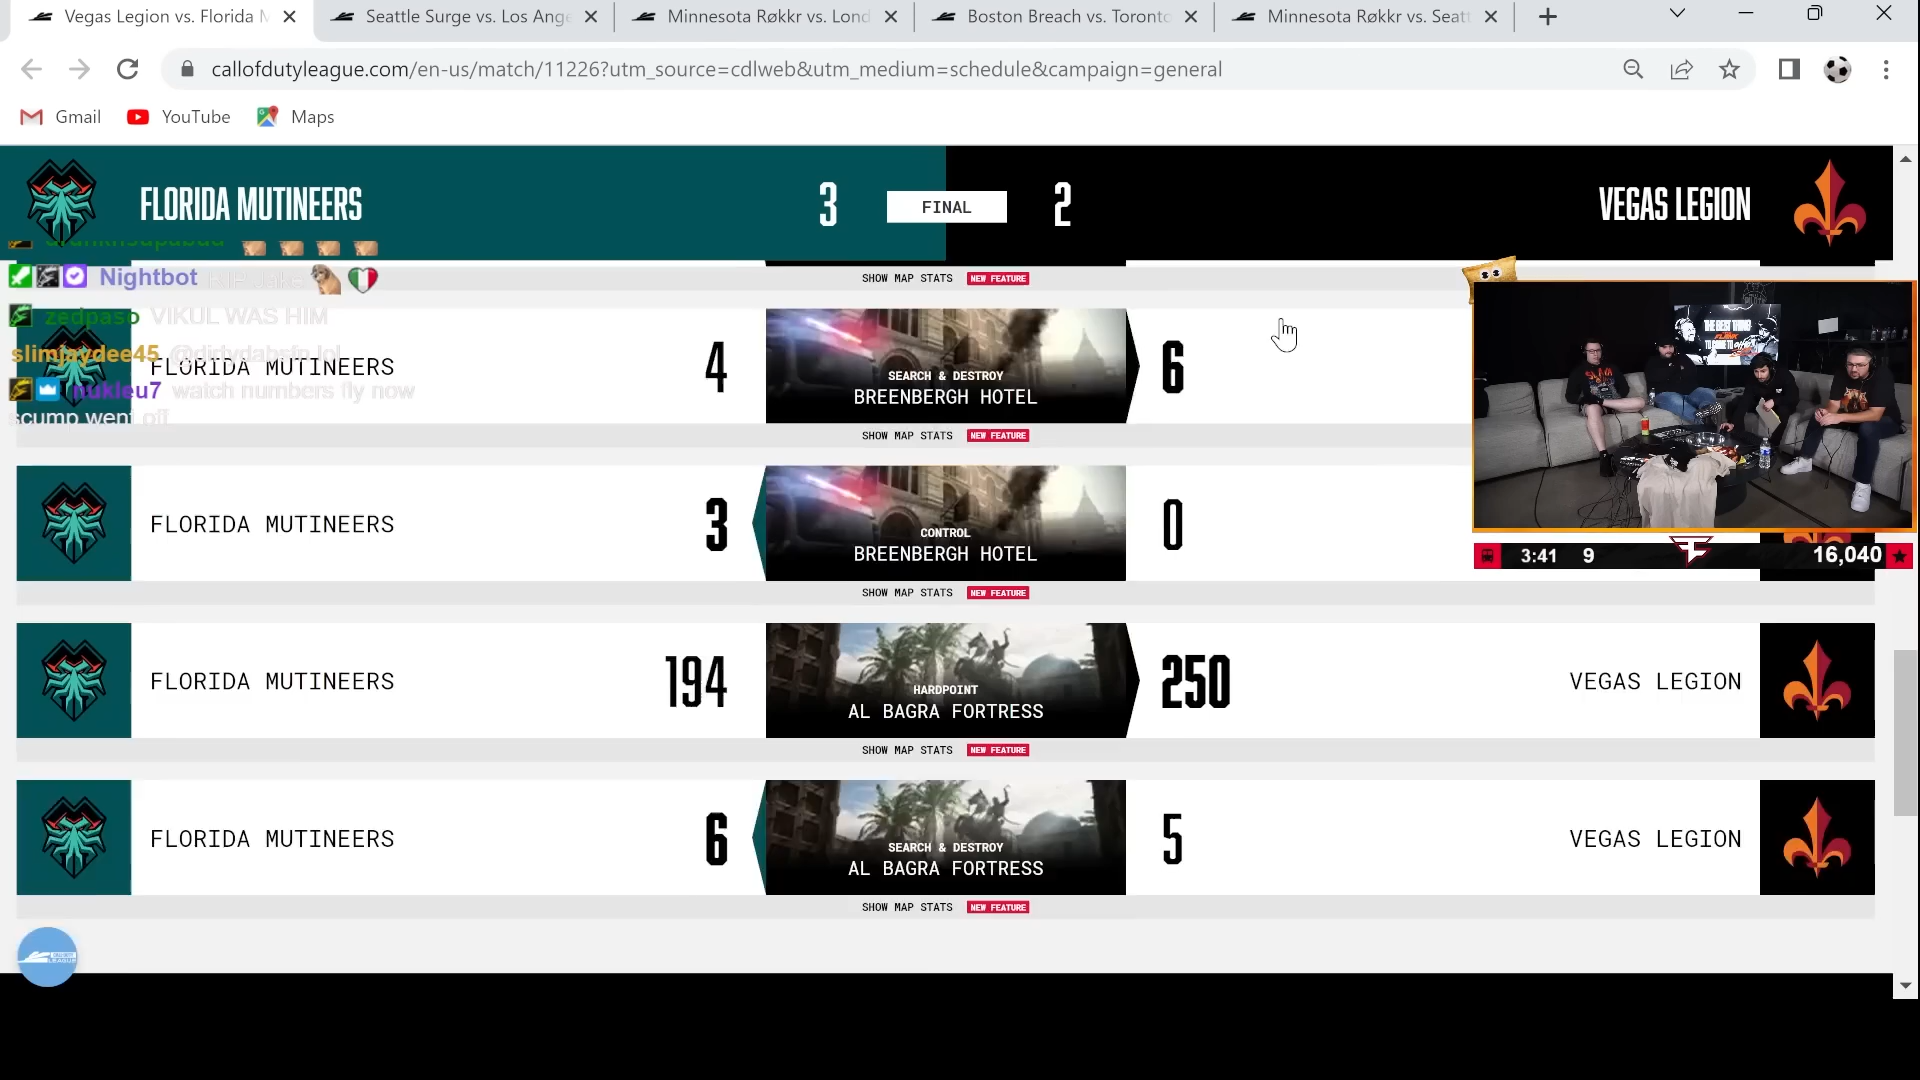 Vegas Legion vs. Florida M
Seattle Surge vs. Los Ange
Minnesota Røkkr vs. Lond
Boston Breach vs. Toronto
Minnesota Røkkr vs. Seatt
callofdutyleague.com/en-us/match/11226?utm_source=cdlweb&utm_medium=schedule&campaign=general
Gmail
YouTube
Maps
FLORIDA MUTINEERS
3
FINAL
2
VEGAS LEGION
SHOW MAP STATS NEW FEATURE
Nightbot
zedpaso VIKUL WAS HIM
slimjaydee45 @dirtydabsfn lol
nukleu7 watch numbers fly now
scump went off
FLORIDA MUTINEERS
4
SEARCH & DESTROY
BREENBERGH HOTEL
6
SHOW MAP STATS NEW FEATURE
FLORIDA MUTINEERS
3
CONTROL
BREENBERGH HOTEL
0
3:41 9
16,040
SHOW MAP STATS NEW FEATURE
FLORIDA MUTINEERS
194
HARDPOINT
AL BAGRA FORTRESS
250
VEGAS LEGION
SHOW MAP STATS NEW FEATURE
FLORIDA MUTINEERS
6
SEARCH & DESTROY
AL BAGRA FORTRESS
5
VEGAS LEGION
SHOW MAP STATS NEW FEATURE